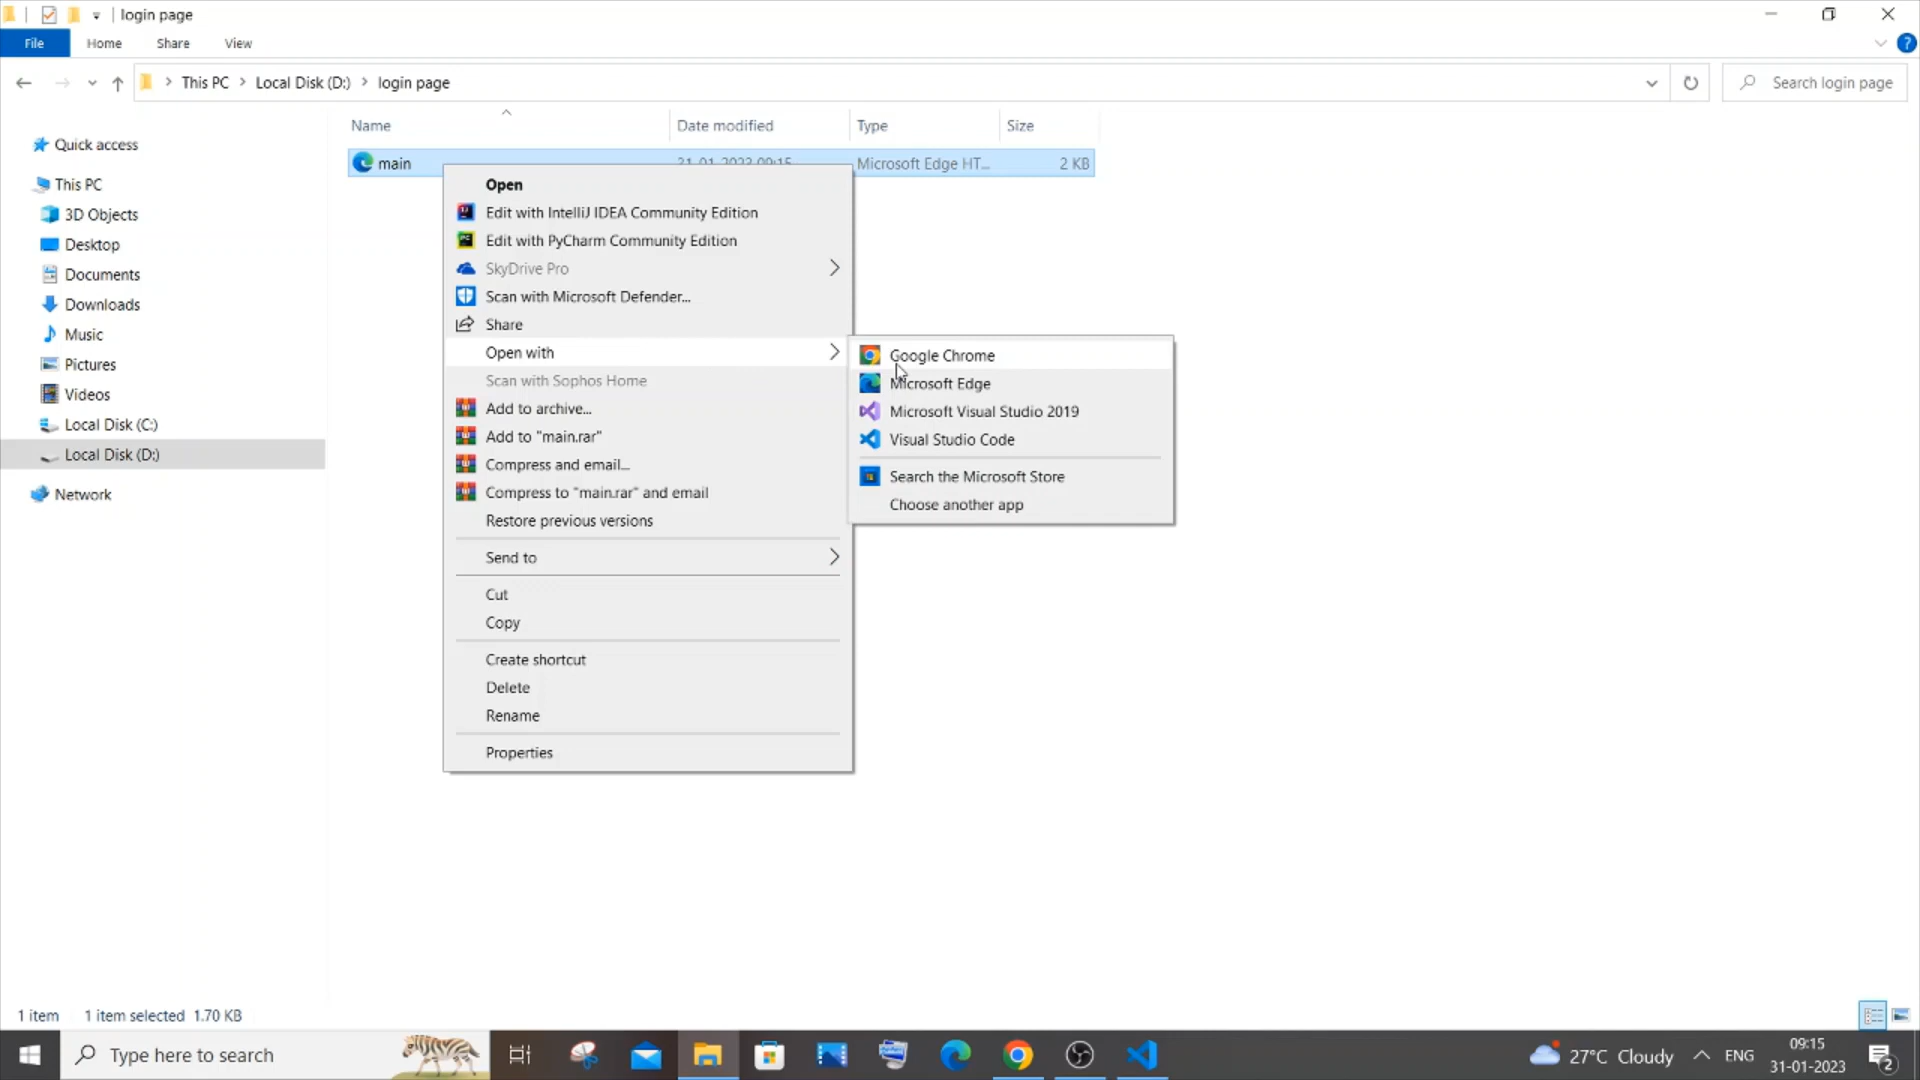 login page
File Home Share View
This PC Local Disk (D:) login page
Search login page
Name Date modified Type Size
main 31-01-2023 09:15 Microsoft Edge HT... 2 KB
Quick access
This PC
3D Objects
Desktop
Documents
Downloads
Music
Pictures
Videos
Local Disk (C:)
Local Disk (D:)
Network
Open
Edit with IntelliJ IDEA Community Edition
Edit with PyCharm Community Edition
SkyDrive Pro
Scan with Microsoft Defender...
Share
Open with
Scan with Sophos Home
Add to archive...
Add to "main.rar"
Compress and email...
Compress to "main.rar" and email
Restore previous versions
Send to
Cut
Copy
Create shortcut
Delete
Rename
Properties
Google Chrome
Microsoft Edge
Microsoft Visual Studio 2019
Visual Studio Code
Search the Microsoft Store
Choose another app
1 item 1 item selected 1.70 KB
Type here to search
27°C Cloudy
ENG
09:15
31-01-2023
2